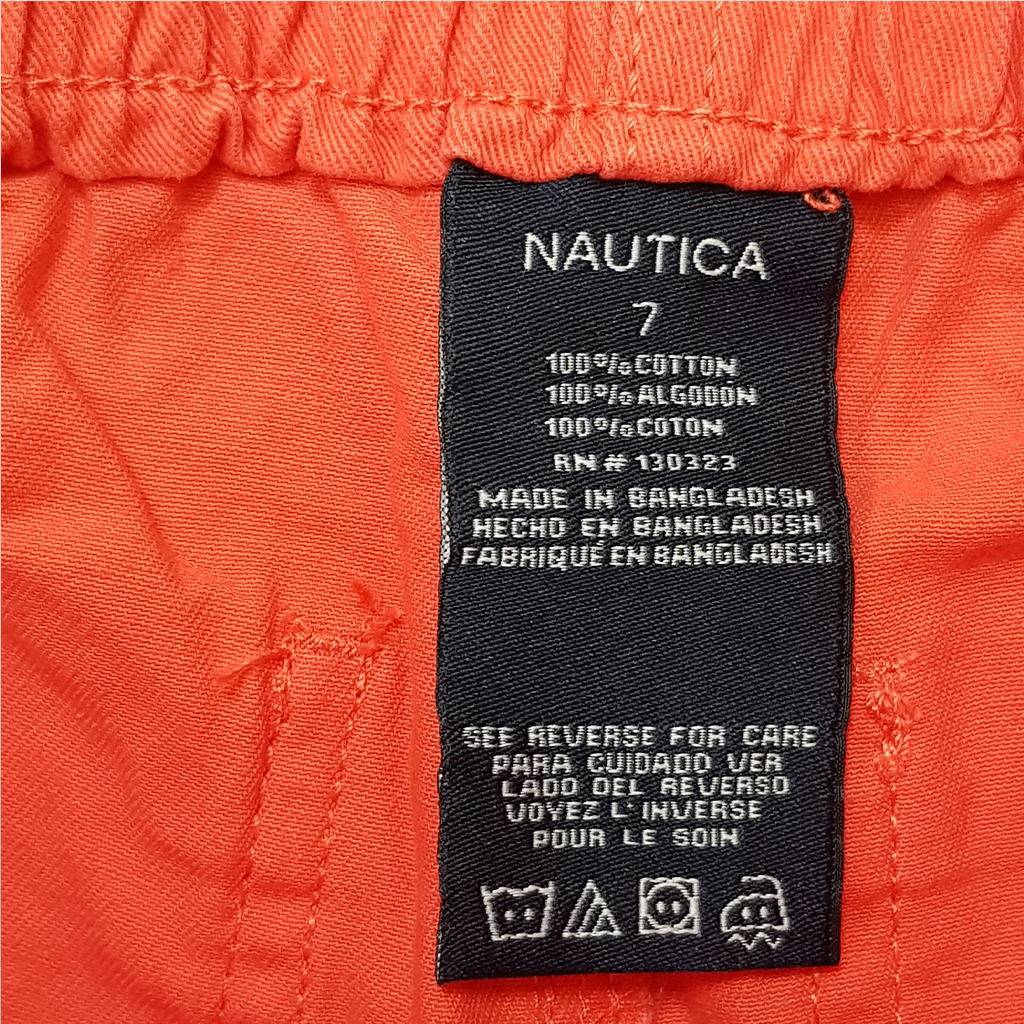 NAUTICA
7
100%COTTON
100%ALGODON
100%COTON
RN # 130323
MADE IN BANGLADESH
HECHO EN BANGLADESH
FABRIQUÉ EN BANGLADESH
SEE REVERSE FOR CARE
PARA CUIDADO VER
LADO DEL REVERSO
VOYEZ L'INVERSE
POUR LE SOIN